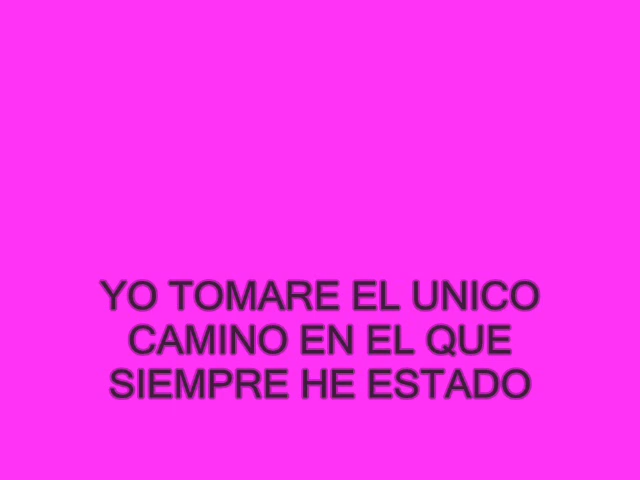 YO TOMARE EL UNICO
CAMINO EN EL QUE
SIEMPRE HE ESTADO